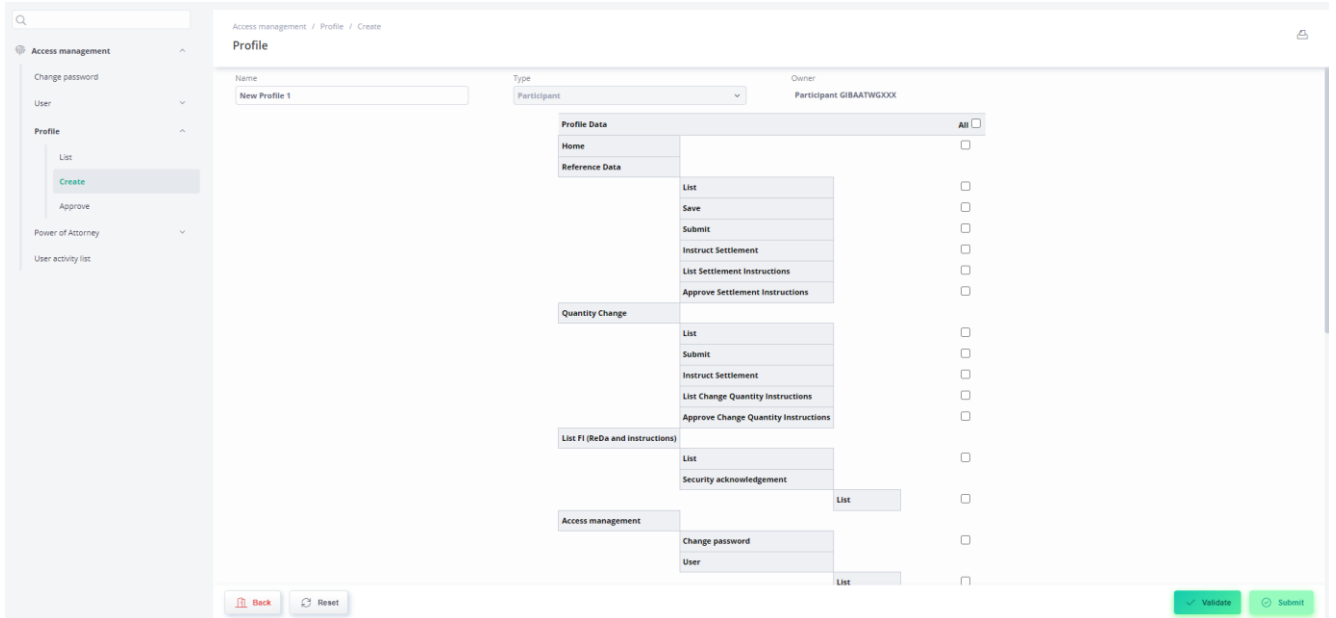 Access management
Change password
User
Profile
List
Create
Approve
Power of Attorney
User activity list
Access management / Profile / Create
Profile
Name
New Profile 1
Type
Participant
Owner
Participant GIBAATWGXXX
Profile Data All
Home
Reference Data
List
Save
Submit
Instruct Settlement
List Settlement Instructions
Approve Settlement Instructions
Quantity Change
List
Submit
Instruct Settlement
List Change Quantity Instructions
Approve Change Quantity Instructions
List FI (ReDa and instructions)
List
Security acknowledgement
List
Access management
Change password
User
List
Back
Reset
Validate
Submit